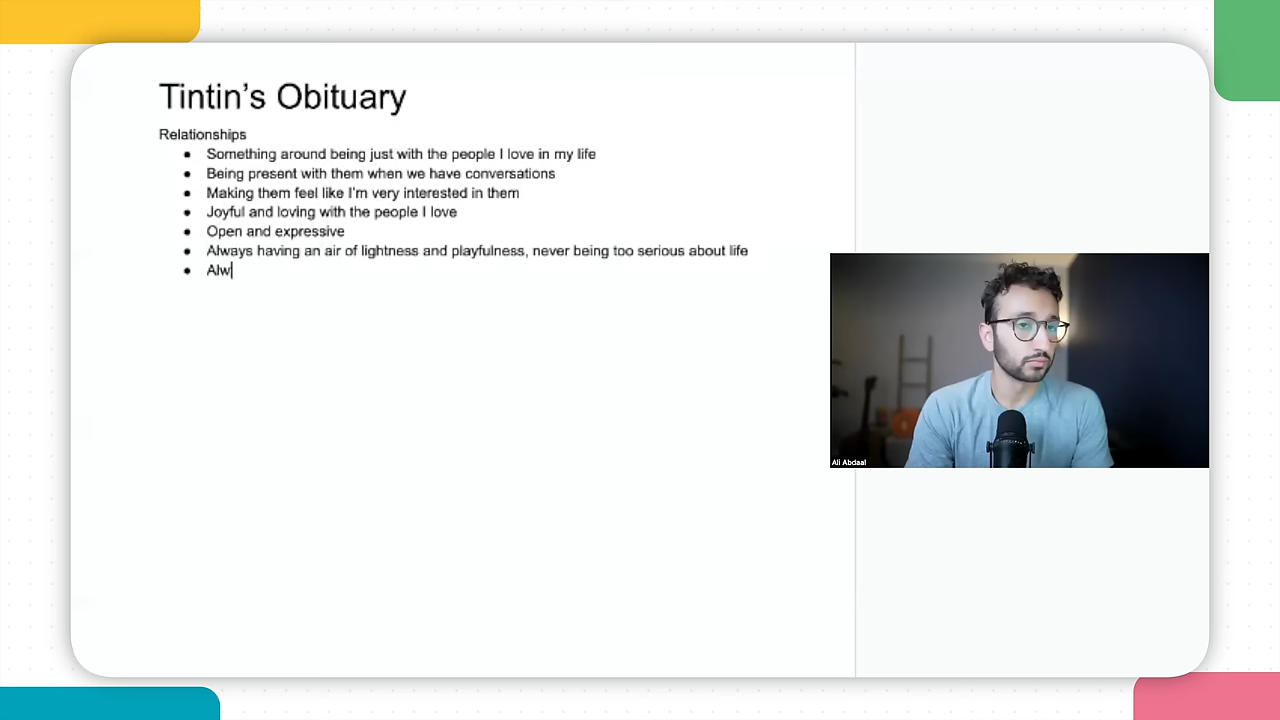 Tintin's Obituary
Relationships
● Something around being just with the people I love in my life
● Being present with them when we have conversations
● Making them feel like I'm very interested in them
● Joyful and loving with the people I love
● Open and expressive
● Always having an air of lightness and playfulness, never being too serious about life
● Alw
Ali Abdaal